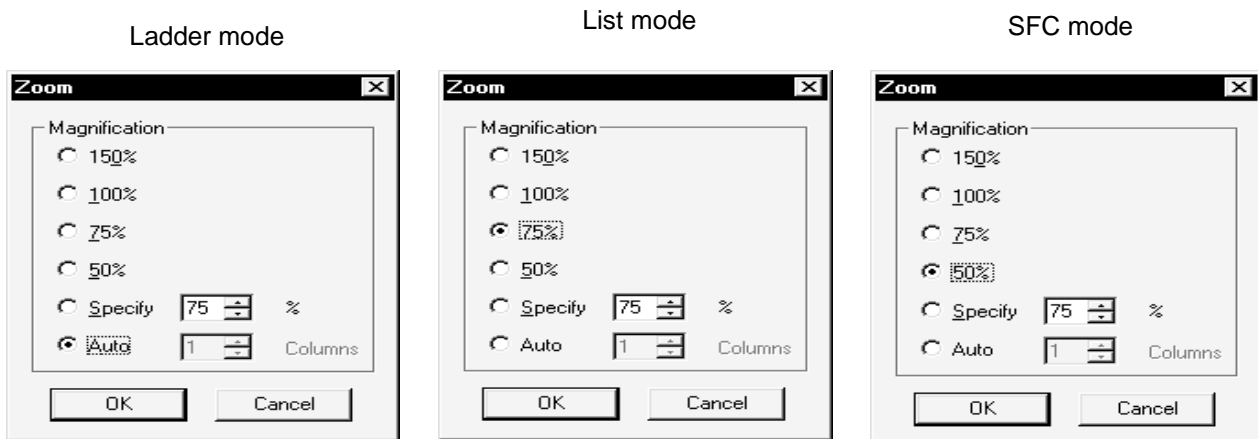 Ladder mode
Zoom
Magnification
150%
100%
75%
50%
Specify 75 %
Auto 1 Columns
OK Cancel
List mode
Zoom
Magnification
150%
100%
75%
50%
Specify 75 %
Auto 1 Columns
OK Cancel
SFC mode
Zoom
Magnification
150%
100%
75%
50%
Specify 75 %
Auto 1 Columns
OK Cancel